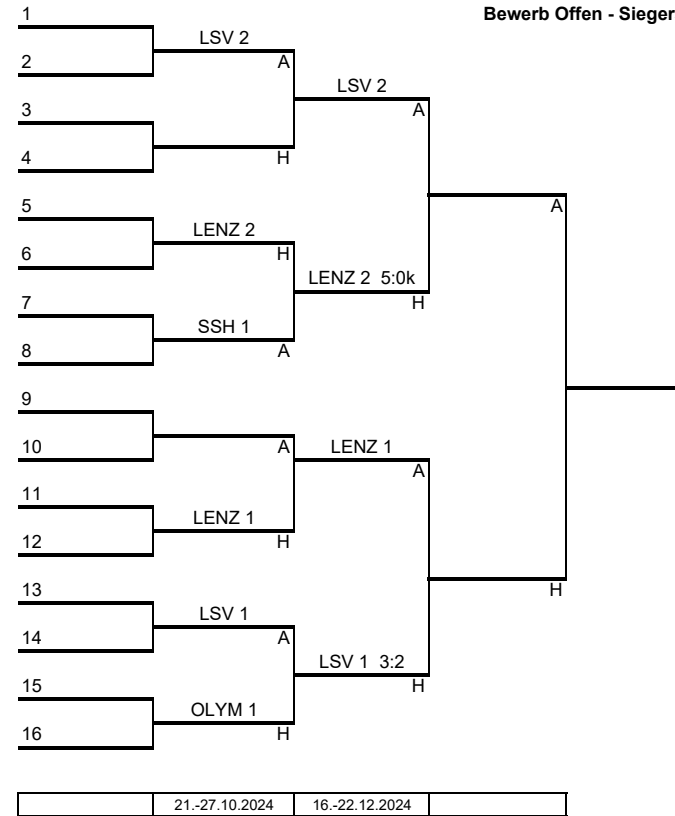 Bewerb Offen - Sieger
1
LSV 2
2
A
LSV 2
3
A
4
H
5
A
LENZ 2
6
H
LENZ 2 5:0k
7
H
SSH 1
8
A
9
10
A
LENZ 1
A
11
LENZ 1
12
H
13
H
LSV 1
14
A
LSV 1 3:2
15
H
OLYM 1
16
H
21.-27.10.2024
16.-22.12.2024